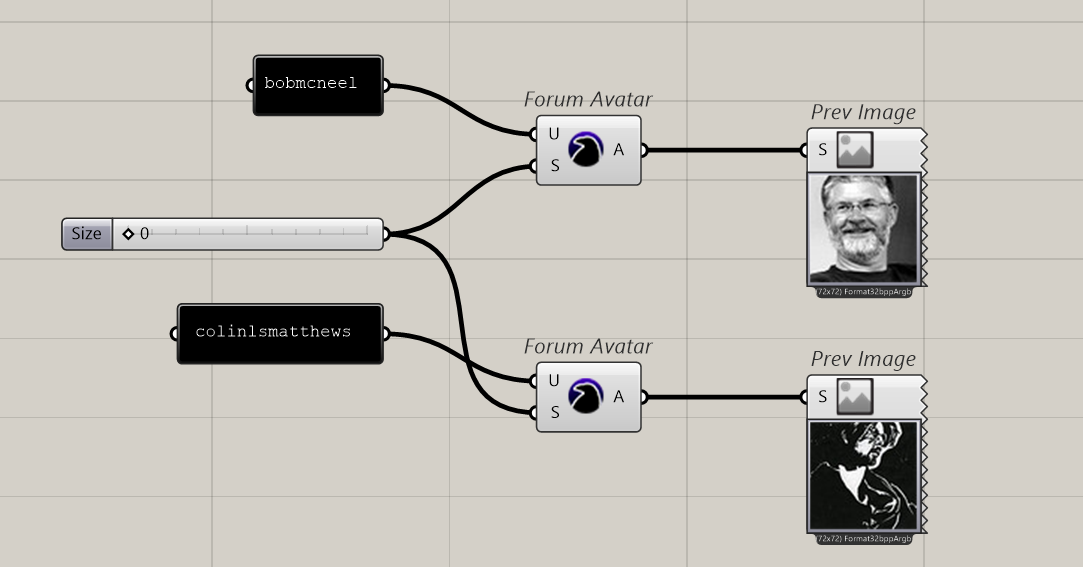 bobmcneel
Forum Avatar
U
S
A
Prev Image
S
(72x72) Format32bppArgb
Size
0
colinlsmatthews
Forum Avatar
U
S
A
Prev Image
S
(72x72) Format32bppArgb